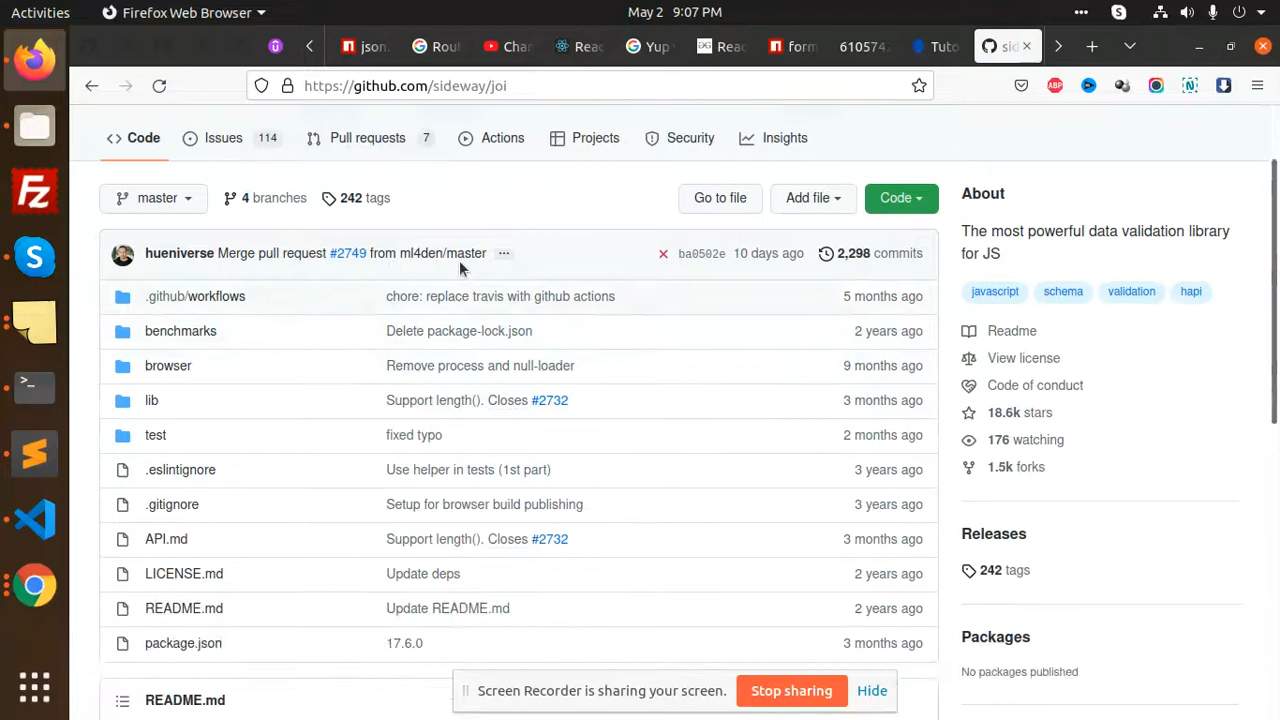 Activities
Firefox Web Browser
May 2 9:07 PM
json.
Rout
Chan
Reac
Yup
Reac
form
610574
Tuto
sid
https://github.com/sideway/joi
ABP
Code
Issues 114
Pull requests 7
Actions
Projects
Security
Insights
master
4 branches
242 tags
Go to file
Add file
Code
hueniverse Merge pull request #2749 from ml4den/master ...
ba0502e 10 days ago
2,298 commits
.github/workflows chore: replace travis with github actions 5 months ago
benchmarks Delete package-lock.json 2 years ago
browser Remove process and null-loader 9 months ago
lib Support length(). Closes #2732 3 months ago
test fixed typo 2 months ago
.eslintignore Use helper in tests (1st part) 3 years ago
.gitignore Setup for browser build publishing 3 years ago
API.md Support length(). Closes #2732 3 months ago
LICENSE.md Update deps 2 years ago
README.md Update README.md 2 years ago
package.json 17.6.0 3 months ago
README.md
About
The most powerful data validation library
for JS
javascript schema validation hapi
Readme
View license
Code of conduct
18.6k stars
176 watching
1.5k forks
Releases
242 tags
Packages
No packages published
Screen Recorder is sharing your screen. Stop sharing Hide